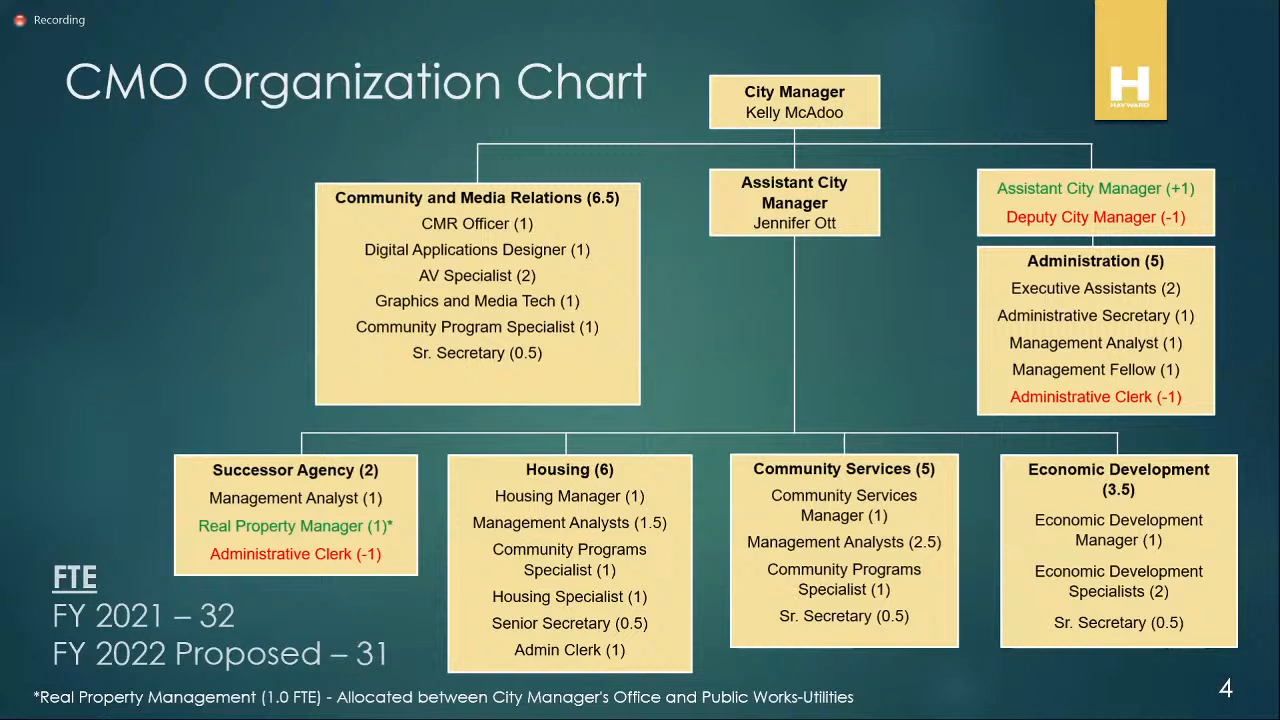 Recording
CMO Organization Chart
H
HAYWARD
City Manager
Kelly McAdoo
Community and Media Relations (6.5)
CMR Officer (1)
Digital Applications Designer (1)
AV Specialist (2)
Graphics and Media Tech (1)
Community Program Specialist (1)
Sr. Secretary (0.5)
Assistant City
Manager
Jennifer Ott
Assistant City Manager (+1)
Deputy City Manager (-1)
Administration (5)
Executive Assistants (2)
Administrative Secretary (1)
Management Analyst (1)
Management Fellow (1)
Administrative Clerk (-1)
Successor Agency (2)
Management Analyst (1)
Real Property Manager (1)*
Administrative Clerk (-1)
Housing (6)
Housing Manager (1)
Management Analysts (1.5)
Community Programs
Specialist (1)
Housing Specialist (1)
Senior Secretary (0.5)
Admin Clerk (1)
Community Services (5)
Community Services
Manager (1)
Management Analysts (2.5)
Community Programs
Specialist (1)
Sr. Secretary (0.5)
Economic Development
(3.5)
Economic Development
Manager (1)
Economic Development
Specialists (2)
Sr. Secretary (0.5)
FTE
FY 2021 – 32
FY 2022 Proposed – 31
*Real Property Management (1.0 FTE) - Allocated between City Manager's Office and Public Works-Utilities
4